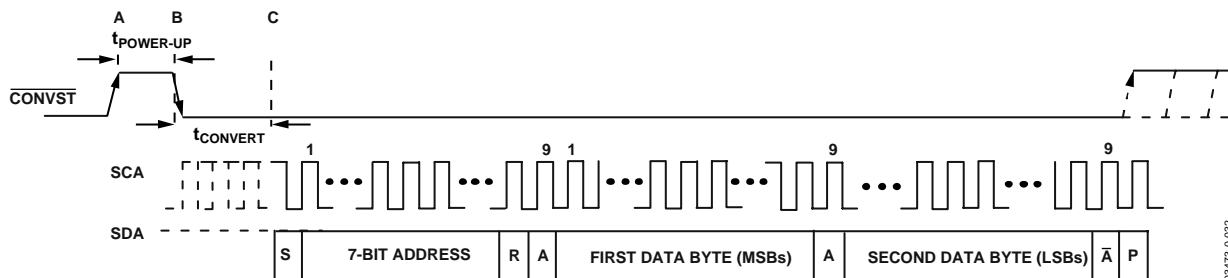 A B C
tPOWER-UP
CONVST
tCONVERT
1 9 1 9 9
SCA
SDA
S 7-BIT ADDRESS R A FIRST DATA BYTE (MSBs) A SECOND DATA BYTE (LSBs) A P